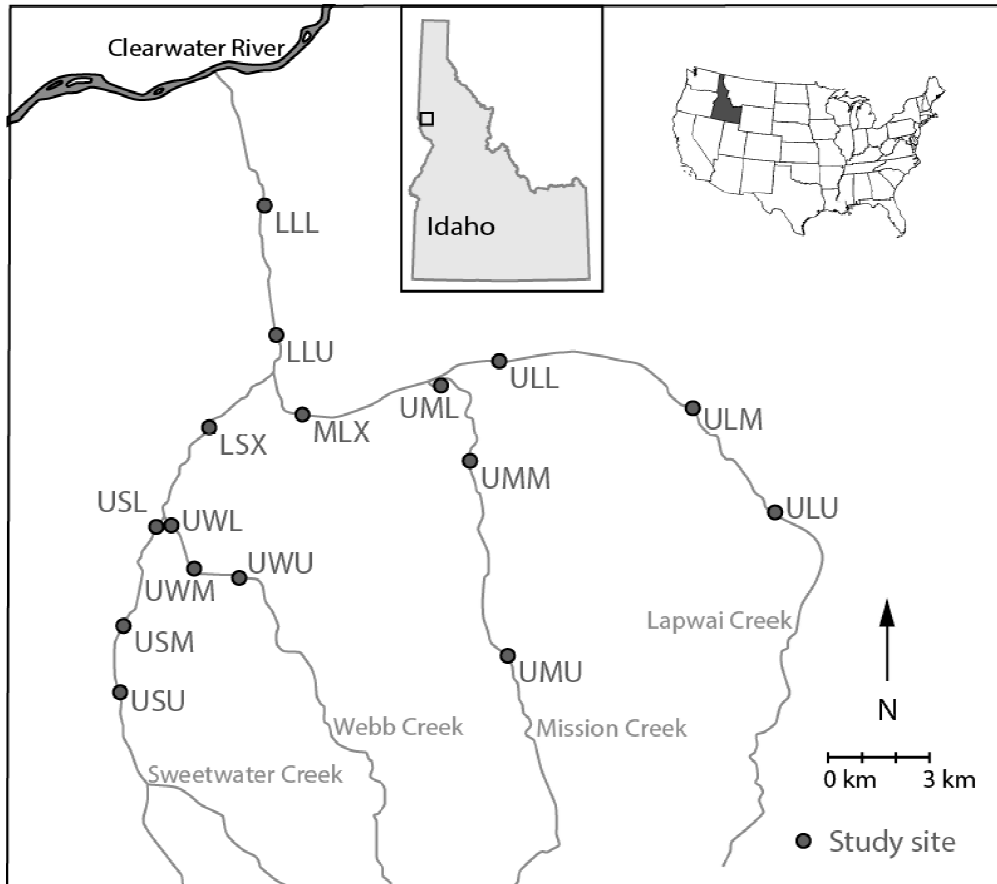 Clearwater River
Idaho
LLL
LLU
ULL
UML
MLX
ULM
LSX
UMM
USL
UWL
ULU
UWU
UWM
Lapwai Creek
USM
UMU
USU
N
Webb Creek
Mission Creek
Sweetwater Creek
0 km 3 km
Study site